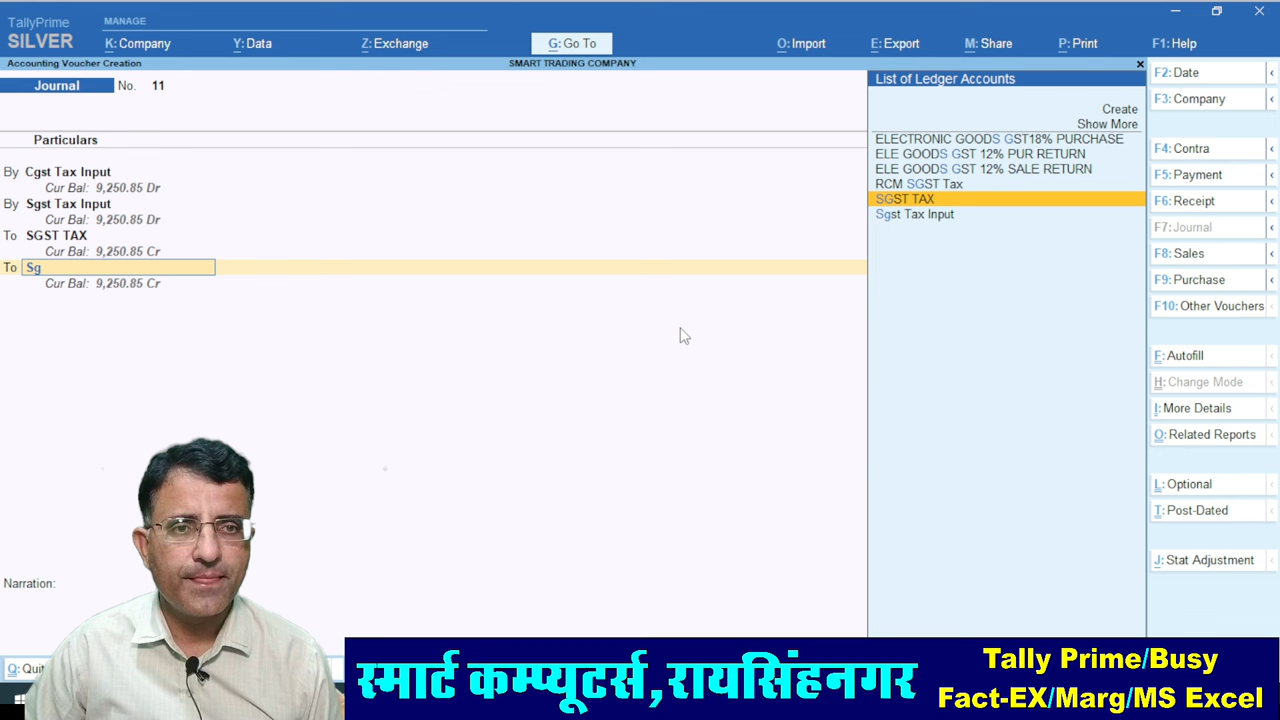 TallyPrime
MANAGE
SILVER
K: Company
Y: Data
Z: Exchange
G: Go To
O: Import
E: Export
M: Share
P: Print
F1: Help
Accounting Voucher Creation
SMART TRADING COMPANY
Journal No. 11
Particulars
By Cgst Tax Input
Cur Bal: 9,250.85 Dr
By Sgst Tax Input
Cur Bal: 9,250.85 Dr
To SGST TAX
Cur Bal: 9,250.85 Cr
To Sg
Cur Bal: 9,250.85 Cr
Narration:
Q: Quit
List of Ledger Accounts
Create
Show More
ELECTRONIC GOODS GST18% PURCHASE
ELE GOODS GST 12% PUR RETURN
ELE GOODS GST 12% SALE RETURN
RCM SGST Tax
SGST TAX
Sgst Tax Input
F2: Date
F3: Company
F4: Contra
F5: Payment
F6: Receipt
F7: Journal
F8: Sales
F9: Purchase
F10: Other Vouchers
F: Autofill
H: Change Mode
I: More Details
O: Related Reports
L: Optional
T: Post-Dated
J: Stat Adjustment
स्मार्ट कम्प्यूटर्स,रायसिंहनगर
Tally Prime/Busy
Fact-EX/Marg/MS Excel